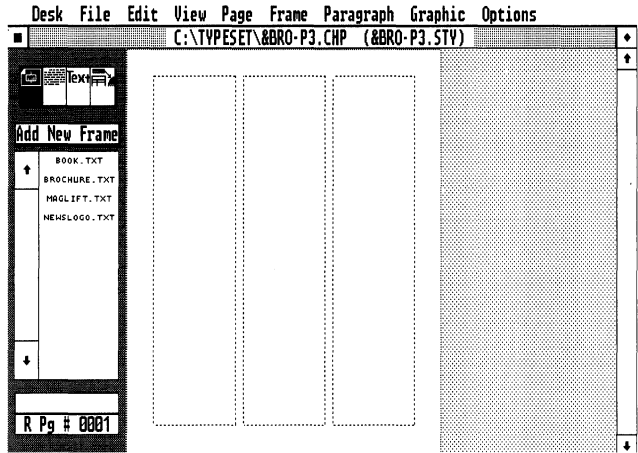 Desk File Edit View Page Frame Paragraph Graphic Options
C:\TYPESET\&BRO-P3.CHP (&BRO-P3.STY)
Text
Add New Frame
BOOK.TXT
BROCHURE.TXT
MAGLIFT.TXT
NEWSLOGO.TXT
R Pg # 0001